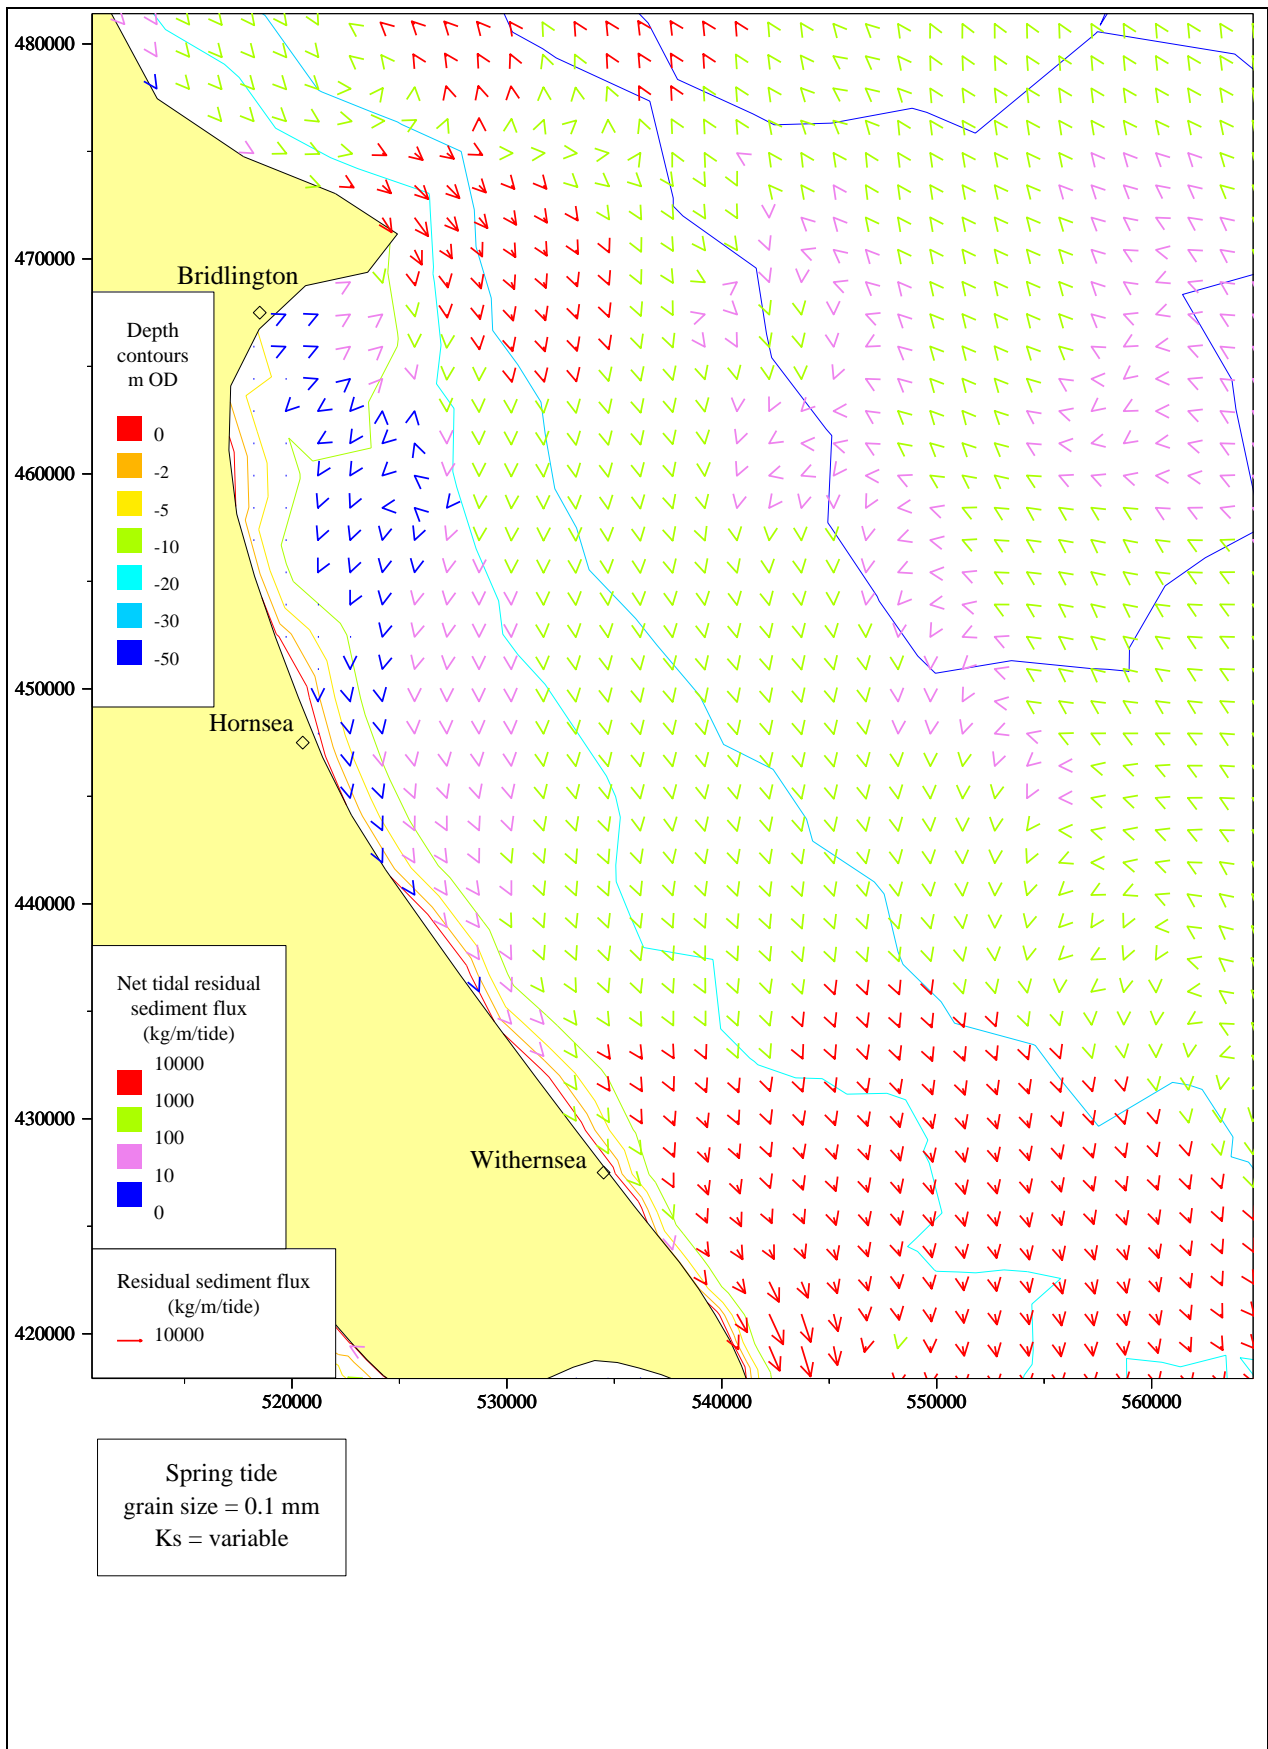 480000
470000
460000
450000
440000
430000
420000
Bridlington
Depth
contours
m OD
0
-2
-5
-10
-20
-30
-50
Hornsea
Net tidal residual
sediment flux
(kg/m/tide)
10000
1000
100
10
0
Withernsea
Residual sediment flux
(kg/m/tide)
10000
520000 530000 540000 550000 560000
Spring tide
grain size = 0.1 mm
Ks = variable